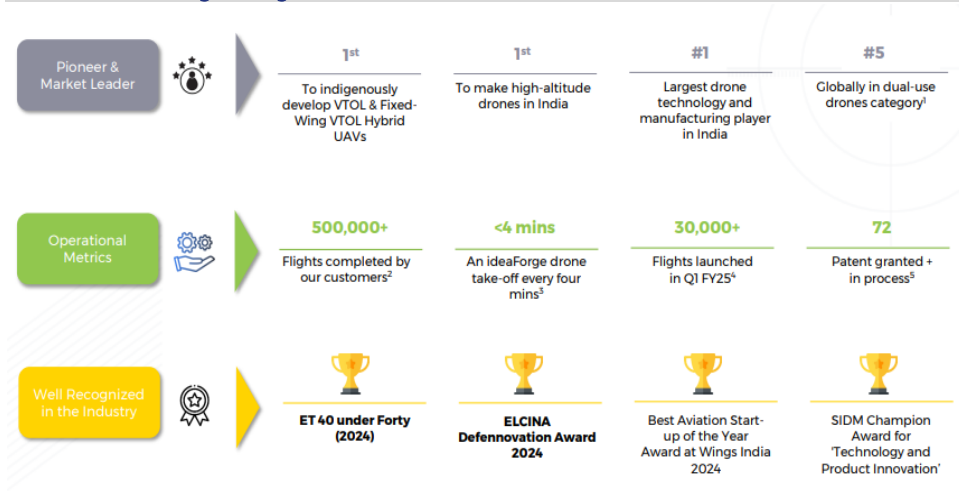 Pioneer &
Market Leader
1st
To indigenously
develop VTOL & Fixed-
Wing VTOL Hybrid
UAVs
1st
To make high-altitude
drones in India
#1
Largest drone
technology and
manufacturing player
in India
#5
Globally in dual-use
drones category1
Operational
Metrics
500,000+
Flights completed by
our customers2
<4 mins
An ideaForge drone
take-off every four
mins3
30,000+
Flights launched
in Q1 FY254
72
Patent granted +
in process5
Well Recognized
in the Industry
ET 40 under Forty
(2024)
ELCINA
Defennovation Award
2024
Best Aviation Start-
up of the Year
Award at Wings India
2024
SIDM Champion
Award for
'Technology and
Product Innovation'